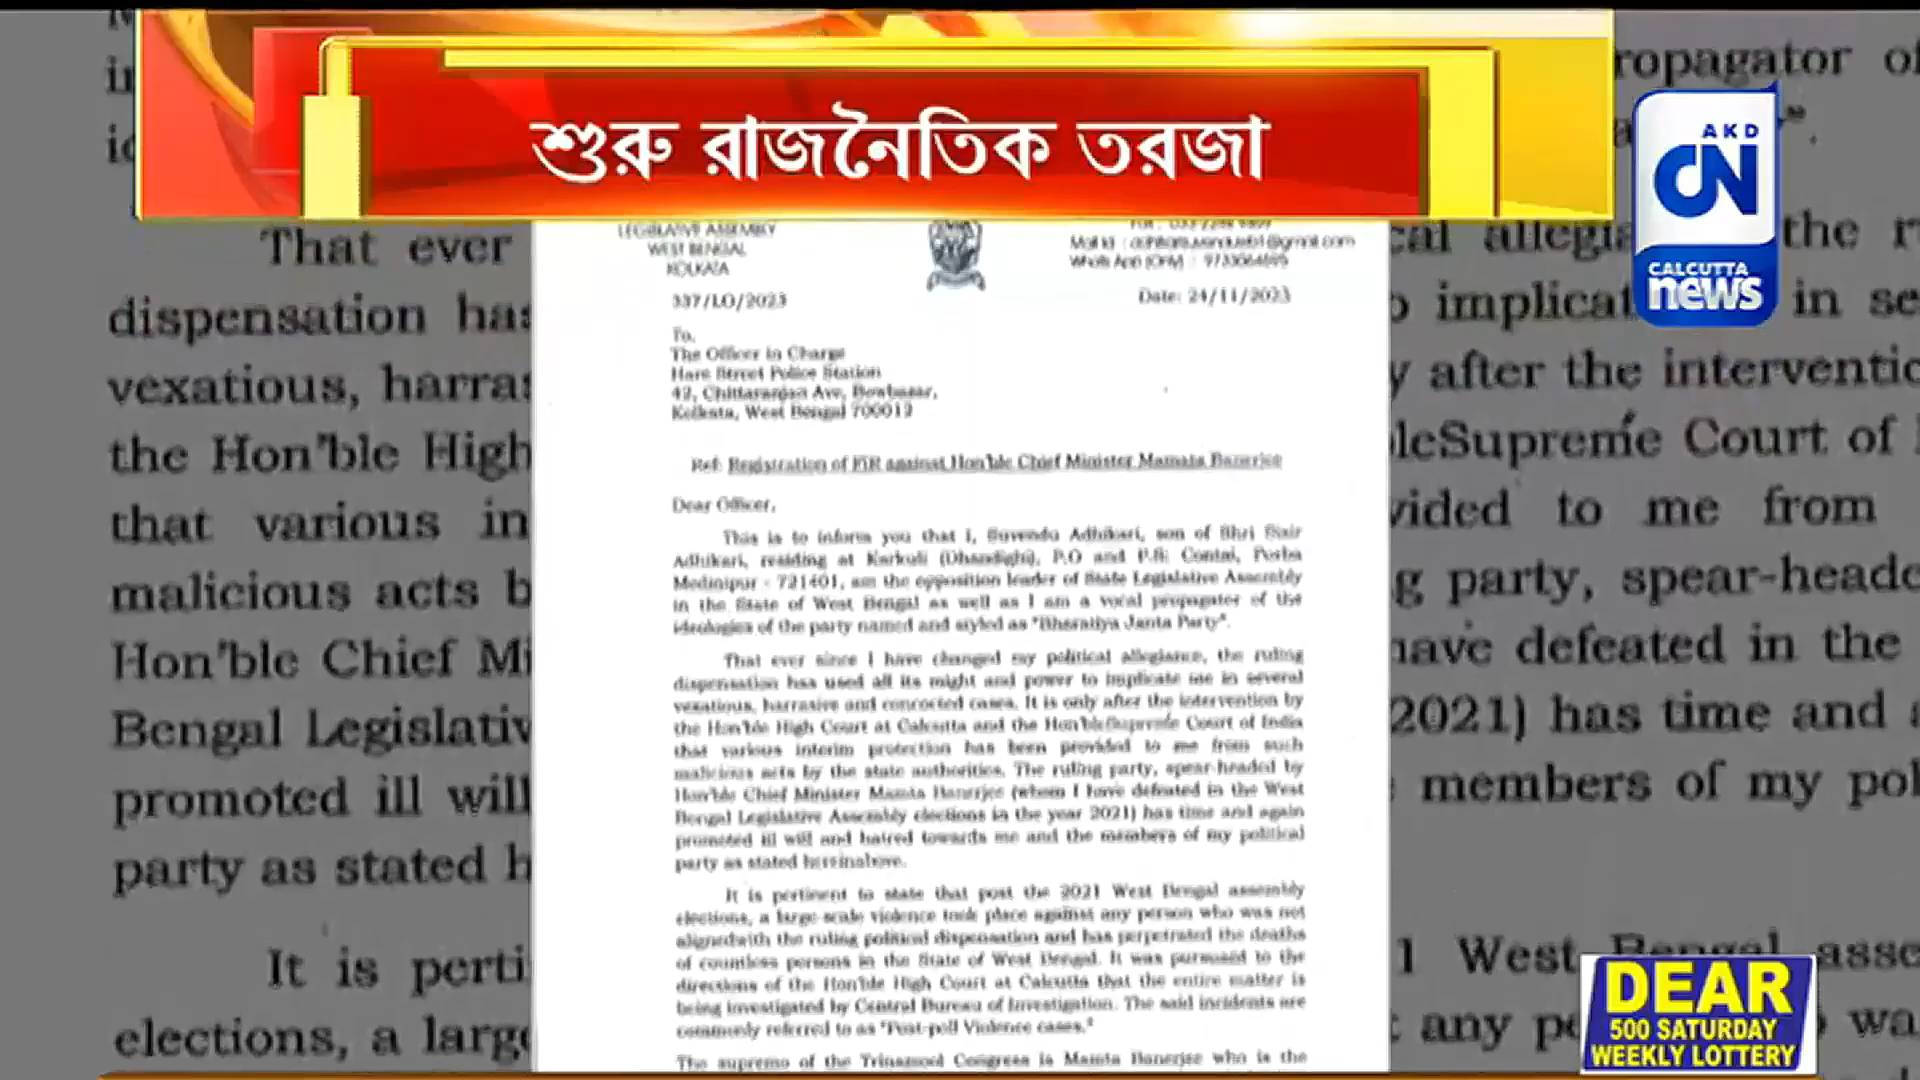 শুরু রাজনৈতিক তরজা
AKD
CN
CALCUTTA
news
LEGISLATIVE ASSEMBLY
WEST BENGAL
KOLKATA
337/LO/2023
Date: 24/11/2023
To,
The Officer in Charge
Hare Street Police Station
42, Chittaranjan Ave, Bowbazar,
Kolkata, West Bengal 700012
Ref: Registration of FIR against Hon'ble Chief Minister Mamata Banerjee
Dear Officer,
This is to inform you that I, Suvendu Adhikari, son of Shri Sisir
Adhikari, residing at Karkuli (Dhandighi), P.O and P.S: Contai, Purba
Medinipur - 721401, am the opposition leader of State Legislative Assembly
in the State of West Bengal as well as I am a vocal propagator of the
ideologies of the party named and styled as "Bharatiya Janta Party".
That ever since I have changed my political allegiance, the ruling
dispensation has used all its might and power to implicate me in several
vexatious, harrasive and concocted cases. It is only after the intervention by
the Hon'ble High Court at Calcutta and the Hon'bleSupreme Court of India
that various interim protection has been provided to me from such
malicious acts by the state authorities. The ruling party, spear-headed by
Hon'ble Chief Minister Mamta Banerjee (whom I have defeated in the West
Bengal Legislative Assembly elections in the year 2021) has time and again
promoted ill will and hatred towards me and the members of my political
party as stated hereinabove.
It is pertinent to state that post the 2021 West Bengal assembly
elections, a large-scale violence took place against any person who was not
alignedwith the ruling political dispensation and has perpetrated the deaths
of countless persons in the State of West Bengal. It was pursuant to the
directions of the Hon'ble High Court at Calcutta that the entire matter is
being investigated by Central Bureau of Investigation. The said incidents are
commonly referred to as "Post-poll Violence cases."
The supremo of the Trinamool Congress is Mamta Banerjee who is the
ropagator of
That ever
cal allegia the r
dispensation has
o implicat in se
vexatious, harras
y after the interventio
the Hon'ble High
bleSupreme Court of
that various in
vided to me from
malicious acts b
g party, spear-heade
Hon'ble Chief Mi
have defeated in the
Bengal Legislativ
2021) has time and a
promoted ill will
members of my pol
party as stated h
It is perti
1 West Bengal asse
elections, a large
t any pe wa
DEAR
500 SATURDAY
WEEKLY LOTTERY